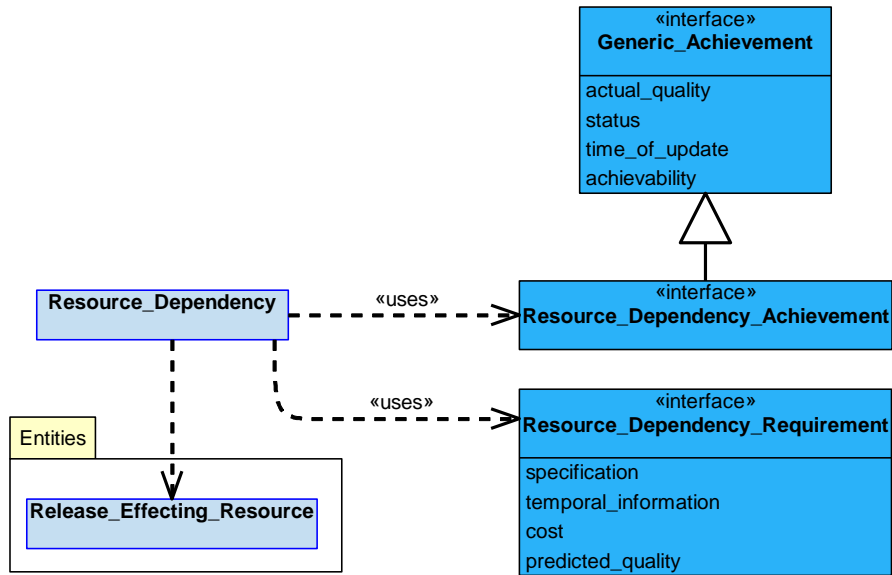 «interface»
Generic_Achievement
actual_quality
status
time_of_update
achievability
Resource_Dependency
«uses»
«interface»
Resource_Dependency_Achievement
«uses»
«interface»
Resource_Dependency_Requirement
specification
temporal_information
cost
predicted_quality
Entities
Release_Effecting_Resource